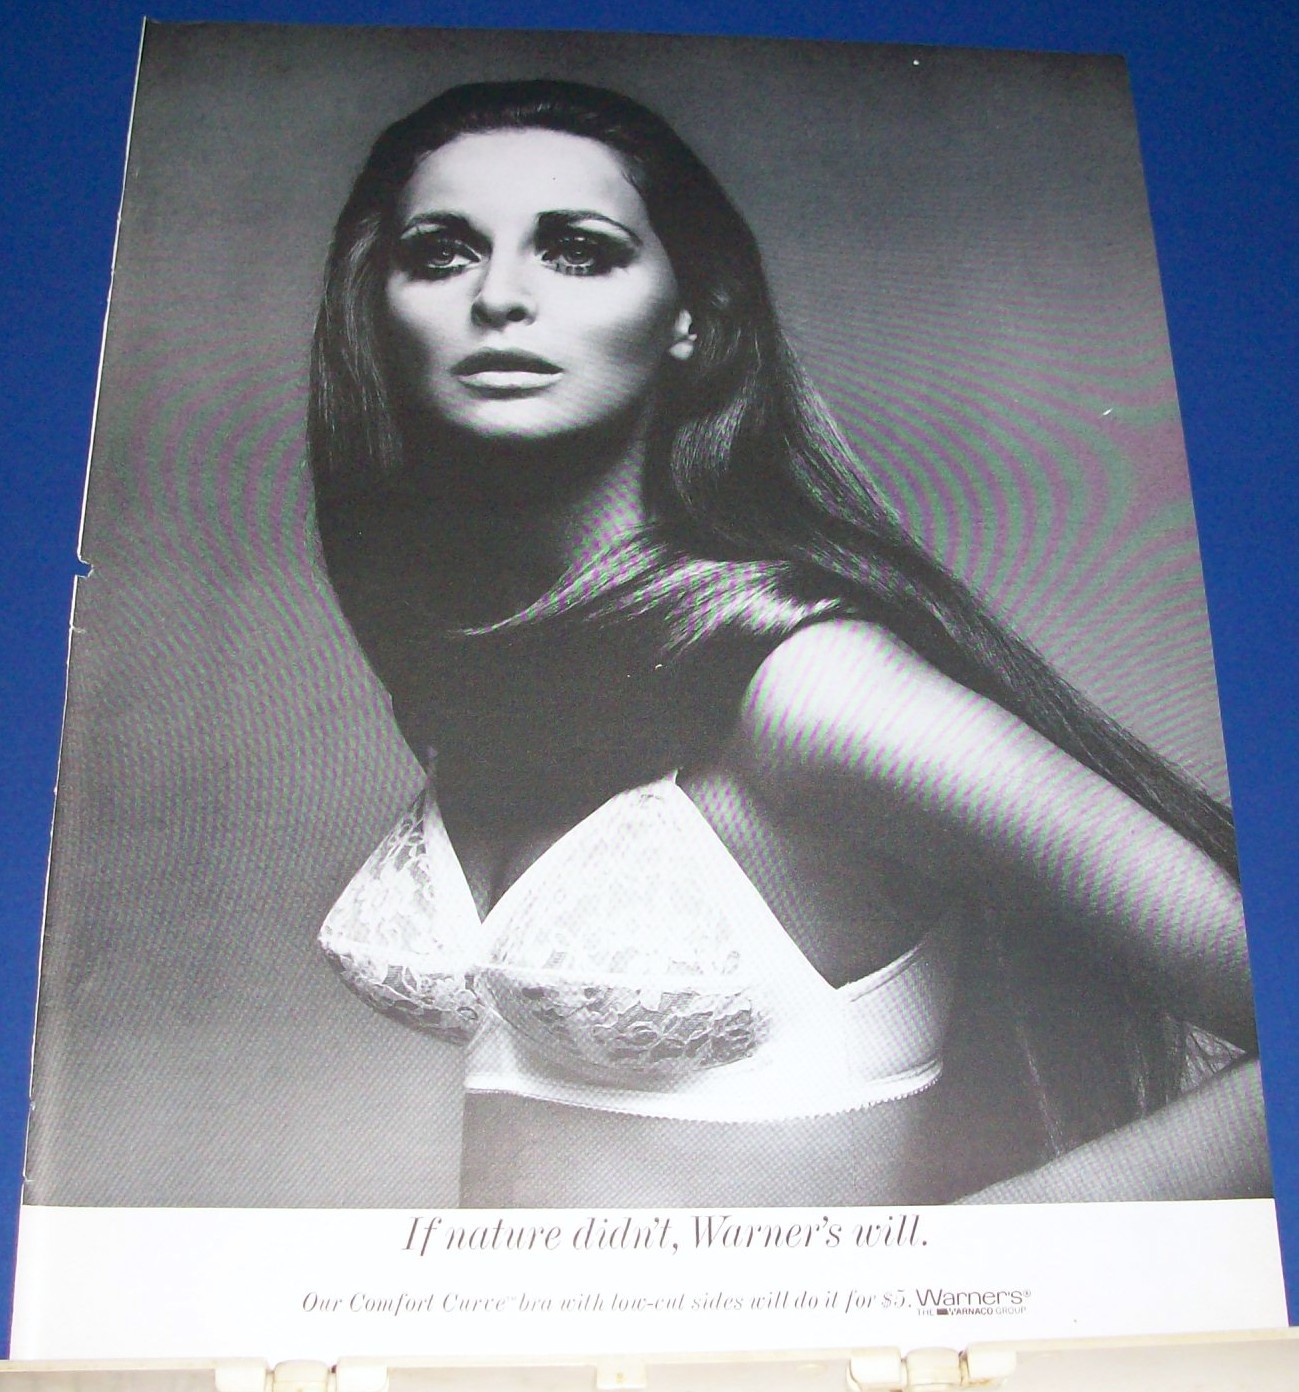 If nature didn't, Warner's will.
Our Comfort Curve™ bra with low-cut sides will do it for $5. Warner's®
THE WARNACO GROUP